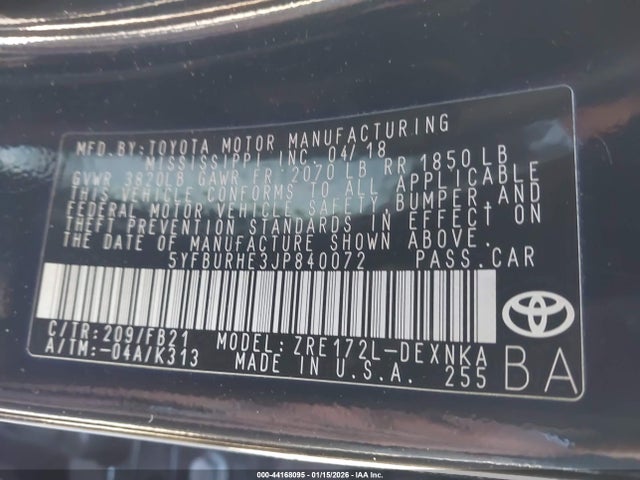 MFD.BY:TOYOTA MOTOR MANUFACTURING
MISSISSIPPI, INC. 04/18
GVWR 3820LB GAWR FR 2070 LB RR 1850 LB
THIS VEHICLE CONFORMS TO ALL APPLICABLE
FEDERAL MOTOR VEHICLE SAFETY, BUMPER, AND
THEFT PREVENTION STANDARDS IN EFFECT ON
THE DATE OF MANUFACTURE SHOWN ABOVE.
5YFBURHE3JP840072 PASS.CAR
C/TR:209/FB21 MODEL:ZRE172L-DEXNKA
A/TM:-04A/K313 MADE IN U.S.A. 255
BA
000-44168095 - 01/15/2026 - IAA Inc.